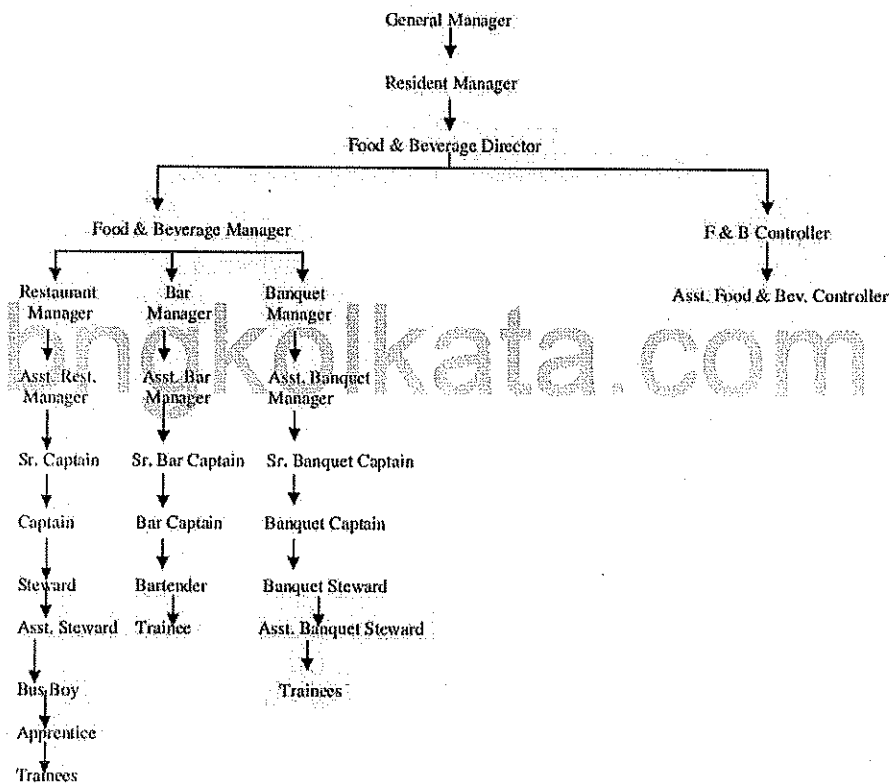 General Manager
Resident Manager
Food & Beverage Director
Food & Beverage Manager
F & B Controller
Restaurant
Manager
Bar
Manager
Banquet
Manager
Asst. Food & Bev. Controller
hngkolkata.com
Asst. Rest.
Manager
Asst. Bar
Manager
Asst. Banquet
Manager
Sr. Captain
Sr. Bar Captain
Sr. Banquet Captain
Captain
Bar Captain
Banquet Captain
Steward
Bartender
Banquet Steward
Asst. Steward
Trainee
Asst. Banquet Steward
Bus Boy
Trainees
Apprentice
Trainees